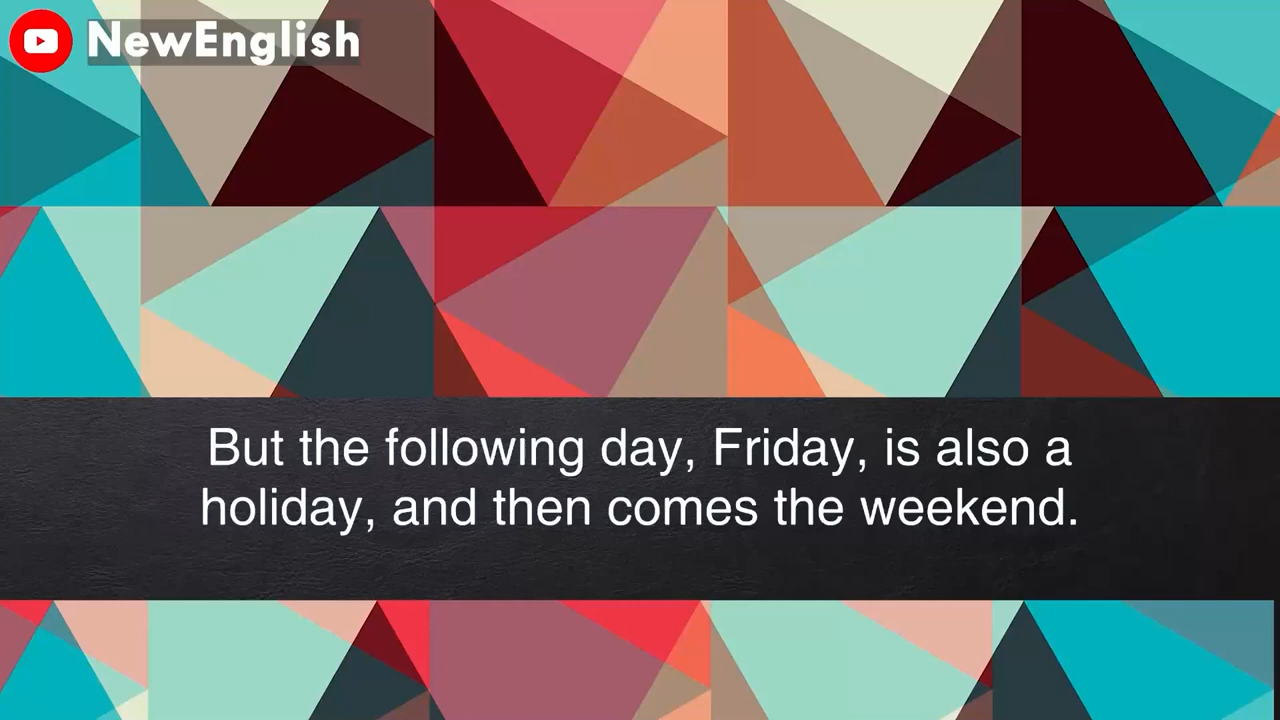 NewEnglish
But the following day, Friday, is also a
holiday, and then comes the weekend.